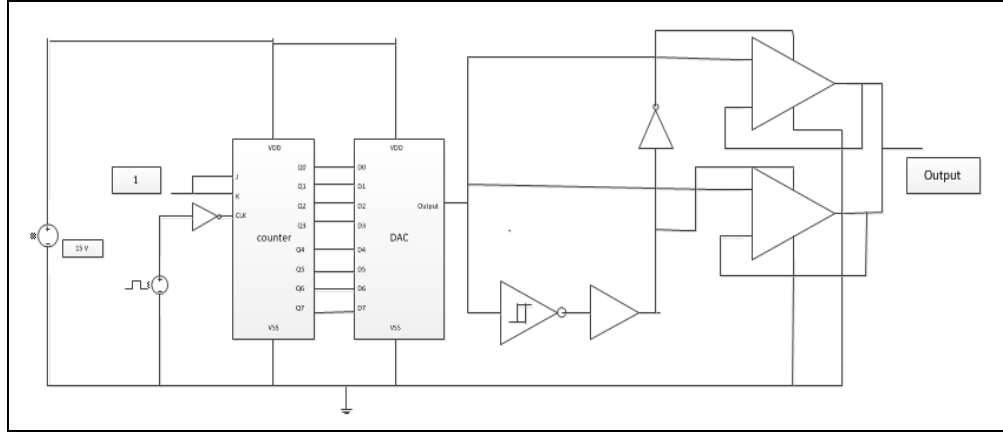 VDD
VDD
1
J
K
CLK
Q0
Q1
Q2
Q3
Q4
Q5
Q6
Q7
D0
D1
D2
D3
D4
D5
D6
D7
Output
counter
DAC
15 V
VSS
VSS
Output